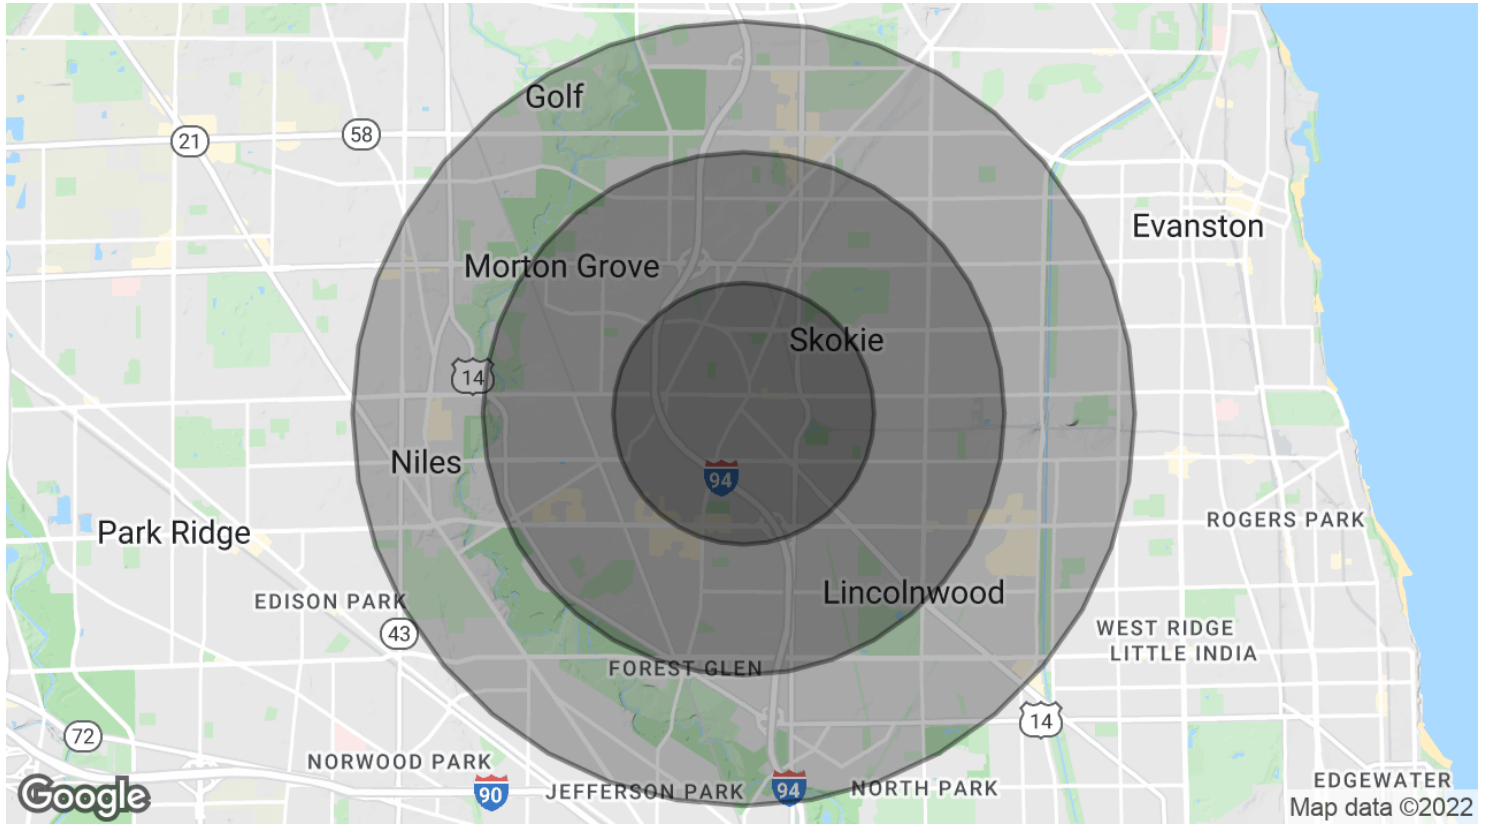 Golf
58
21
Evanston
Morton Grove
Skokie
14
Niles
94
ROGERS PARK
Park Ridge
Lincolnwood
EDISON PARK
43
WEST RIDGE
LITTLE INDIA
FOREST GLEN
14
72
NORWOOD PARK
EDGEWATER
90
JEFFERSON PARK
94
NORTH PARK
Google
Map data ©2022